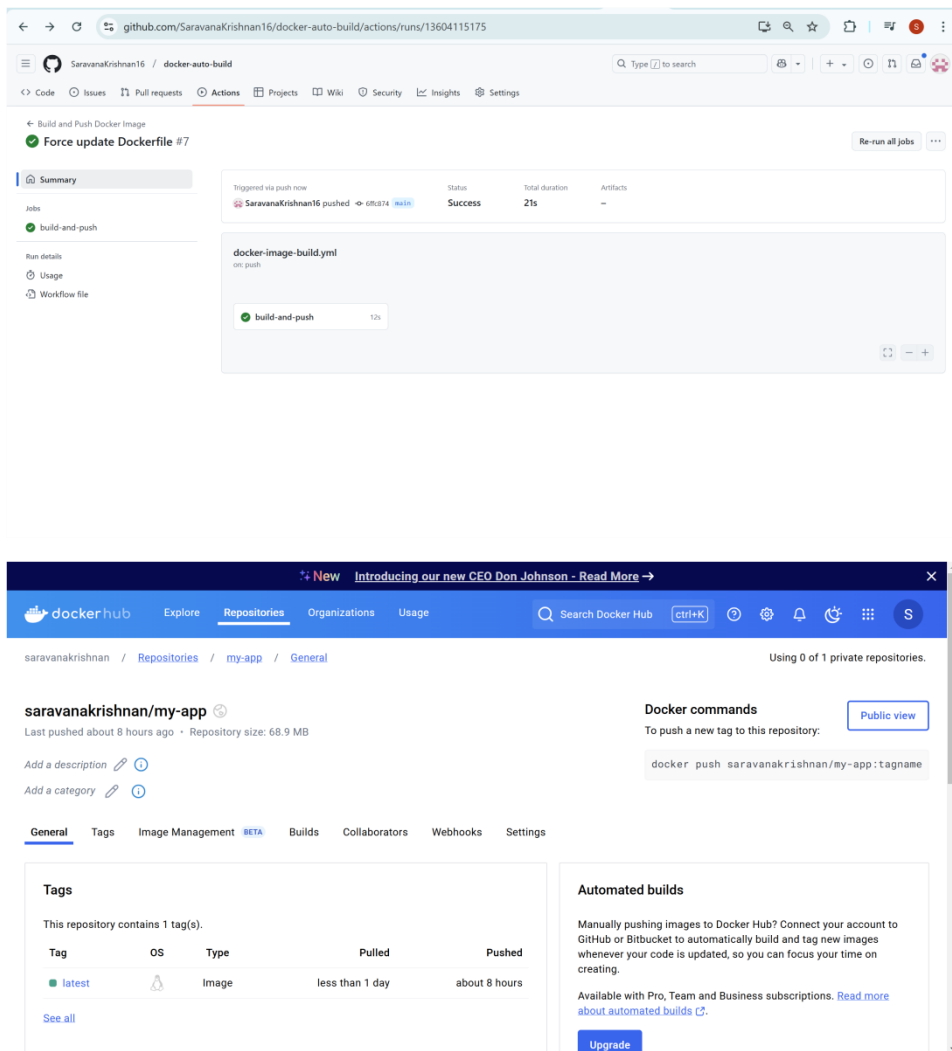 github.com/SaravanaKrishnan16/docker-auto-build/actions/runs/13604115175
S
SaravanaKrishnan16 / docker-auto-build
Type / to search
Code Issues Pull requests Actions Projects Wiki Security Insights Settings
← Build and Push Docker Image
Force update Dockerfile #7
Re-run all jobs
Summary
Jobs
build-and-push
Run details
Usage
Workflow file
Triggered via push now
Status
Total duration
Artifacts
SaravanaKrishnan16 pushed 6ffc874 main
Success
21s
–
docker-image-build.yml
on: push
build-and-push 12s
New Introducing our new CEO Don Johnson - Read More →
dockerhub Explore Repositories Organizations Usage Search Docker Hub ctrl+K S
saravanakrishnan / Repositories / my-app / General
Using 0 of 1 private repositories.
saravanakrishnan/my-app
Last pushed about 8 hours ago • Repository size: 68.9 MB
Add a description
Add a category
Docker commands
To push a new tag to this repository:
Public view
docker push saravanakrishnan/my-app:tagname
General Tags Image Management BETA Builds Collaborators Webhooks Settings
Tags
This repository contains 1 tag(s).
Tag OS Type Pulled Pushed
latest Image less than 1 day about 8 hours
See all
Automated builds
Manually pushing images to Docker Hub? Connect your account to
GitHub or Bitbucket to automatically build and tag new images
whenever your code is updated, so you can focus your time on
creating.
Available with Pro, Team and Business subscriptions. Read more
about automated builds.
Upgrade